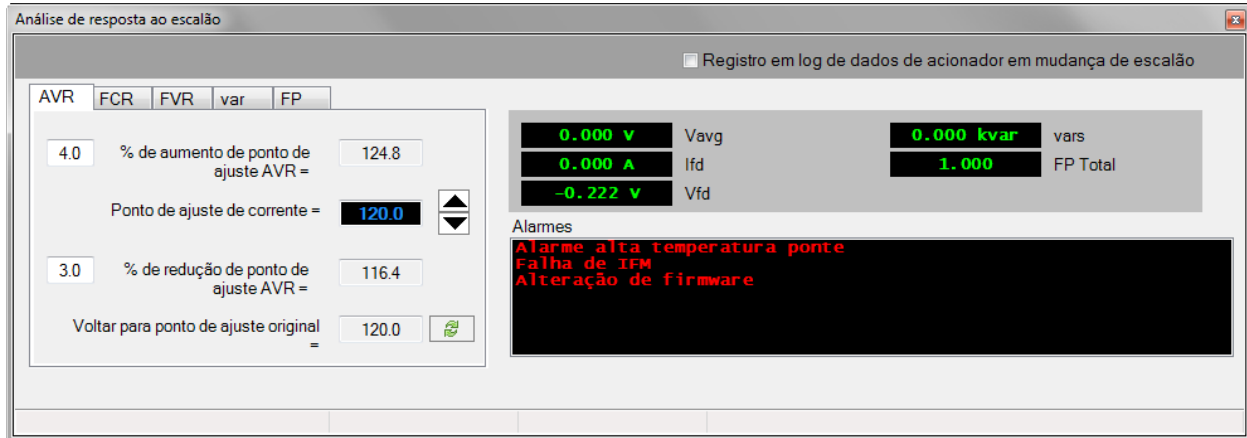 Análise de resposta ao escalão
Registro em log de dados de acionador em mudança de escalão
AVR FCR FVR var FP
4.0 % de aumento de ponto de
ajuste AVR =
124.8
Ponto de ajuste de corrente = 120.0
3.0 % de redução de ponto de
ajuste AVR =
116.4
Voltar para ponto de ajuste original
=
120.0
0.000 V Vavg
0.000 A Ifd
-0.222 V Vfd
0.000 kvar vars
1.000 FP Total
Alarmes
Alarme alta temperatura ponte
Falha de IFM
Alteração de firmware